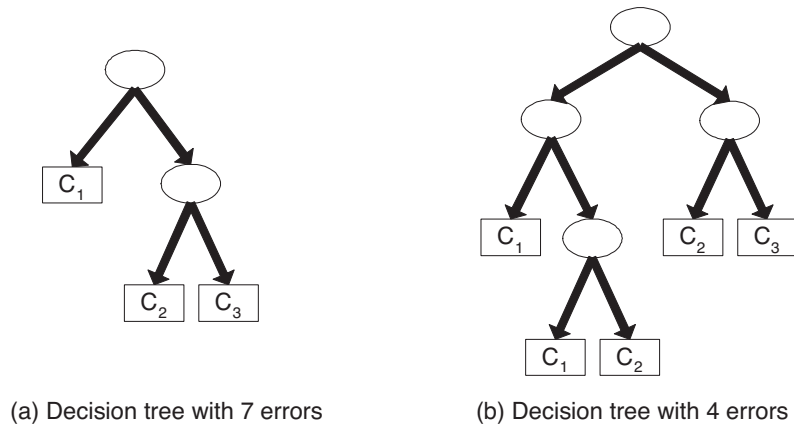 C₁
C₂ C₃
C₁
C₂ C₃
C₁ C₂
(a) Decision tree with 7 errors
(b) Decision tree with 4 errors